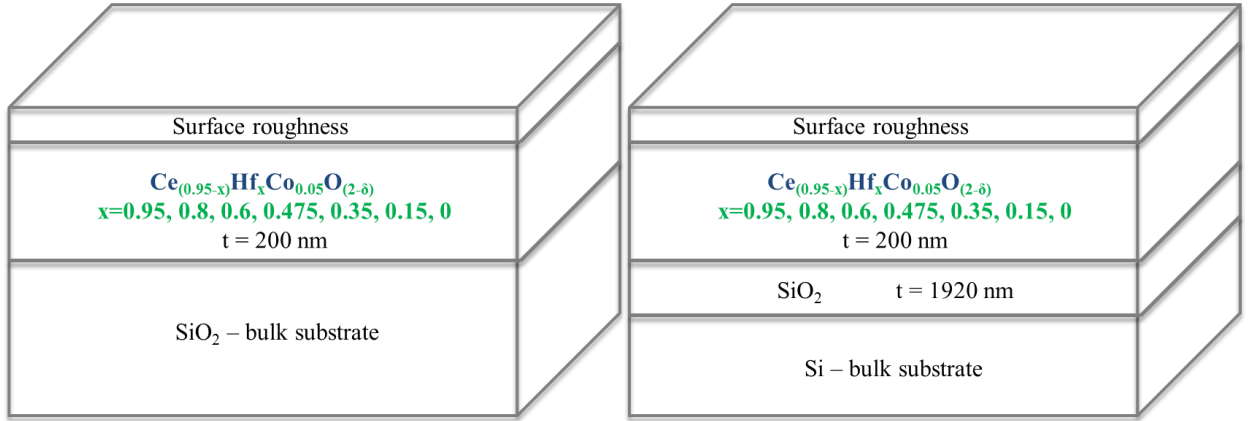 Surface roughness
Ce(0.95-x)HfxCo0.05O(2-δ)
x=0.95, 0.8, 0.6, 0.475, 0.35, 0.15, 0
t = 200 nm
SiO2 – bulk substrate
Surface roughness
Ce(0.95-x)HfxCo0.05O(2-δ)
x=0.95, 0.8, 0.6, 0.475, 0.35, 0.15, 0
t = 200 nm
SiO2 t = 1920 nm
Si – bulk substrate